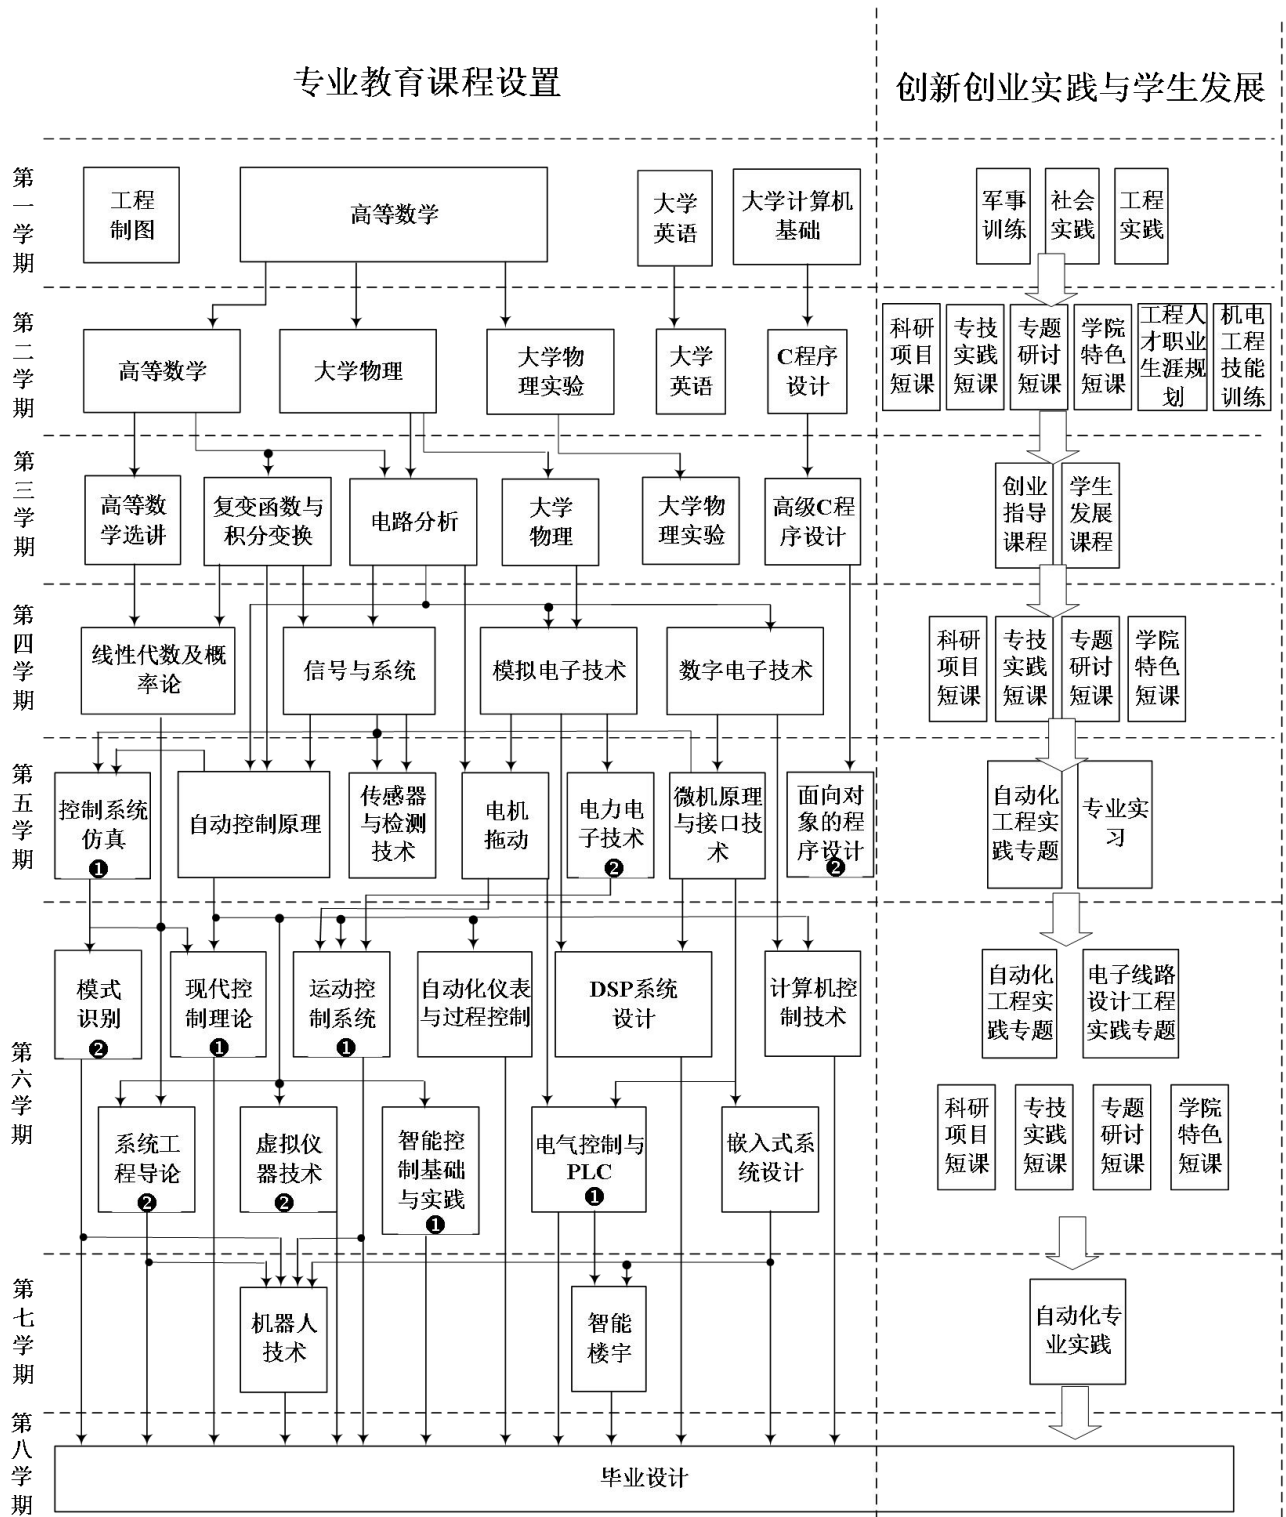 专业教育课程设置
创新创业实践与学生发展
第一学期
工程
制图
高等数学
大学
英语
大学计算机
基础
军事
训练
社会
实践
工程
实践
第二学期
高等数学
大学物理
大学物
理实验
大学
英语
C程序
设计
科研
项目
短课
专技
实践
短课
专题
研讨
短课
学院
特色
短课
工程人
才职业
生涯规
划
机电
工程
技能
训练
第三学期
高等数
学选讲
复变函数与
积分变换
电路分析
大学
物理
大学物
理实验
高级C程
序设计
创业
指导
课程
学生
发展
课程
第四学期
线性代数及概
率论
信号与系统
模拟电子技术
数字电子技术
科研
项目
短课
专技
实践
短课
专题
研讨
短课
学院
特色
短课
第五学期
控制系统
仿真
❶
自动控制原理
传感器
与检测
技术
电机
拖动
电力电
子技术
❷
微机原理
与接口技
术
面向对
象的程
序设计
❷
自动化
工程实
践专题
专业实
习
第六学期
模式
识别
❷
现代控
制理论
❶
运动控
制系统
❶
自动化仪表
与过程控制
DSP系统
设计
计算机控
制技术
自动化
工程实
践专题
电子线路
设计工程
实践专题
系统工
程导论
❷
虚拟仪
器技术
❷
智能控
制基础
与实践
❶
电气控制与
PLC
❶
嵌入式系
统设计
科研
项目
短课
专技
实践
短课
专题
研讨
短课
学院
特色
短课
第七学期
机器人
技术
智能
楼宇
自动化专
业实践
第八学期
毕业设计